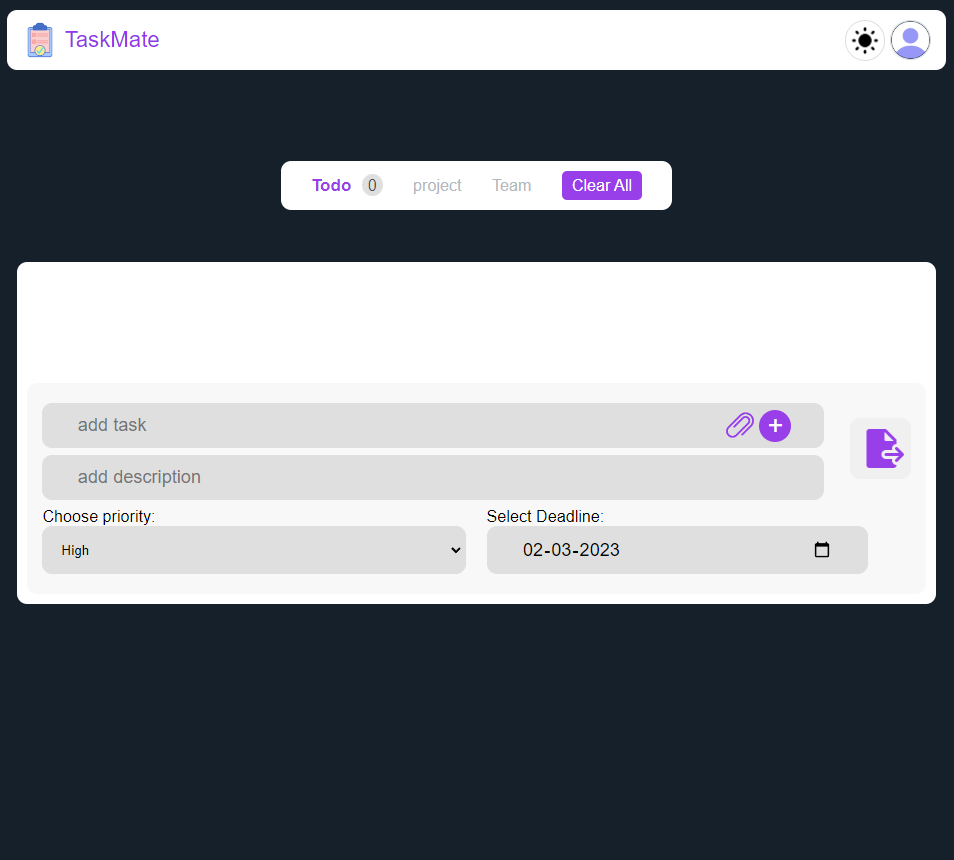 TaskMate
Todo 0 project Team Clear All
add task
add description
Choose priority: Select Deadline:
High 02-03-2023